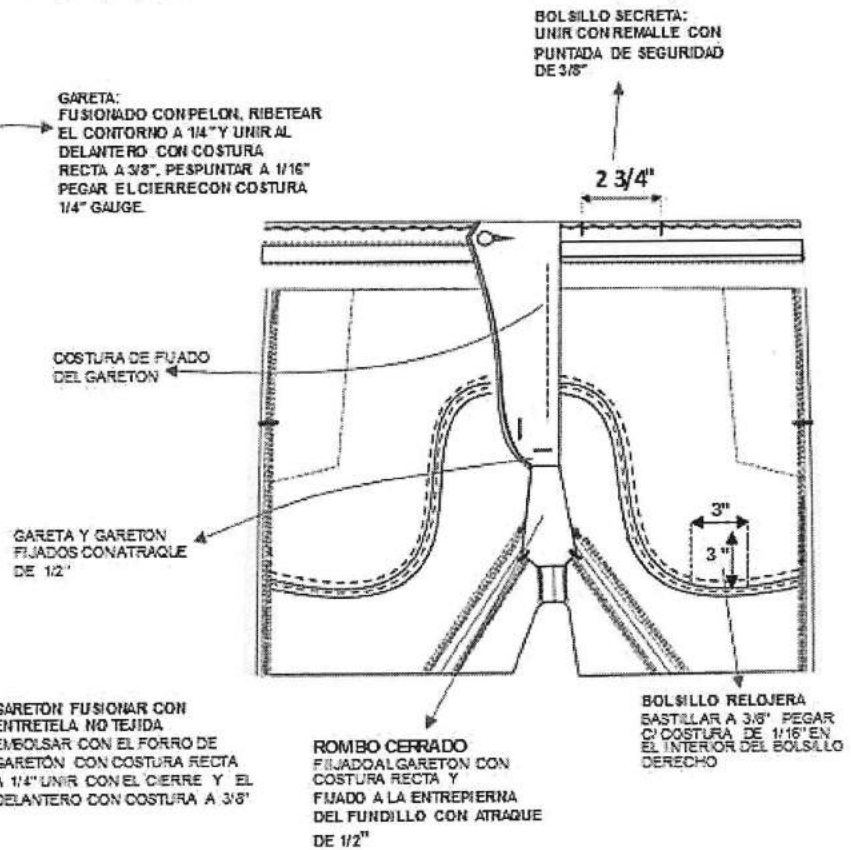 BOLSILLO SECRETA:
UNIR CON REMALLE CON
PUNTADA DE SEGURIDAD
DE 3/8"
GARETA:
FUSIONADO CON PELON, RIBETEAR
EL CONTORNO A 1/4" Y UNIR AL
DELANTERO CON COSTURA
RECTA A 3/8", PESPUNTAR A 1/16"
PEGAR EL CIERRE CON COSTURA
1/4" GAUGE.
2 3/4"
COSTURA DE FIJADO
DEL GARETON
GARETA Y GARETON
FIJADOS CON ATRAQUE
DE 1/2"
3"
3"
GARETON FUSIONAR CON
ENTRETELA NO TEJIDA
EMBOLSAR CON EL FORRO DE
GARETÓN CON COSTURA RECTA
A 1/4" UNIR CON EL CIERRE Y EL
DELANTERO CON COSTURA A 3/8"
ROMBO CERRADO
FIJADO AL GARETON CON
COSTURA RECTA Y
FIJADO A LA ENTREPIERNA
DEL FUNDILLO CON ATRAQUE
DE 1/2"
BOLSILLO RELOJERA
BASTILLAR A 3/8" PEGAR
C/ COSTURA DE 1/16" EN
EL INTERIOR DEL BOLSILLO
DERECHO